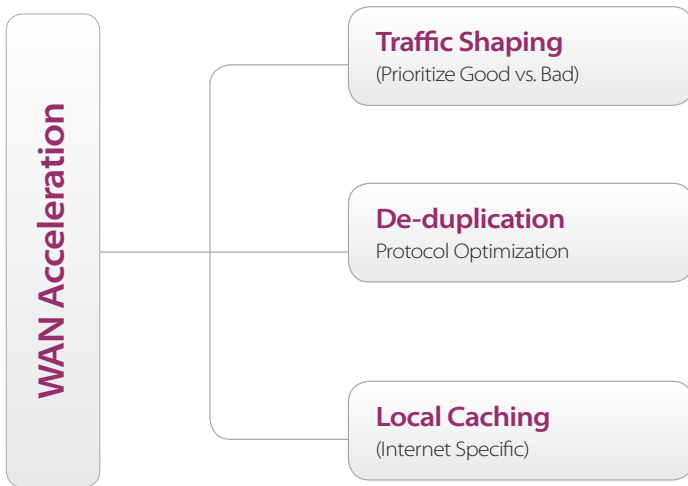 WAN Acceleration
Traffic Shaping
(Prioritize Good vs. Bad)
De-duplication
Protocol Optimization
Local Caching
(Internet Specific)